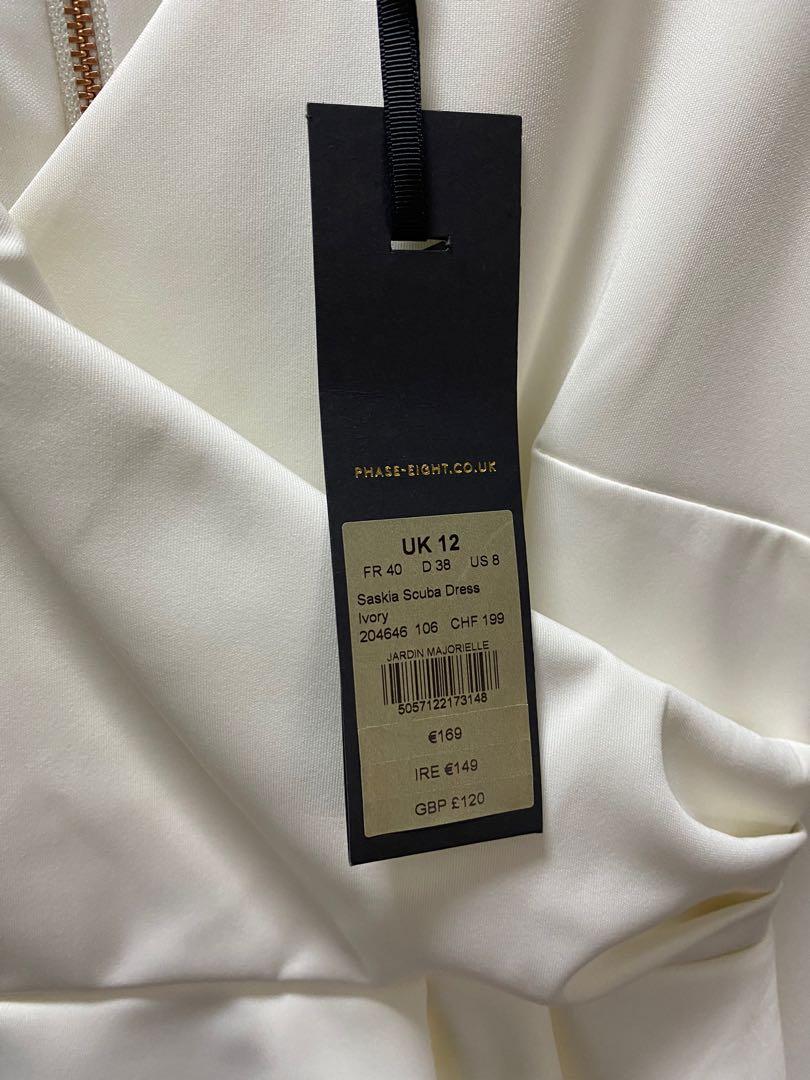 PHASE-EIGHT.CO.UK
UK 12
FR 40 D 38 US 8
Saskia Scuba Dress
Ivory
204646 106 CHF 199
JARDIN MAJORIELLE
5057122173148
€169
IRE €149
GBP £120